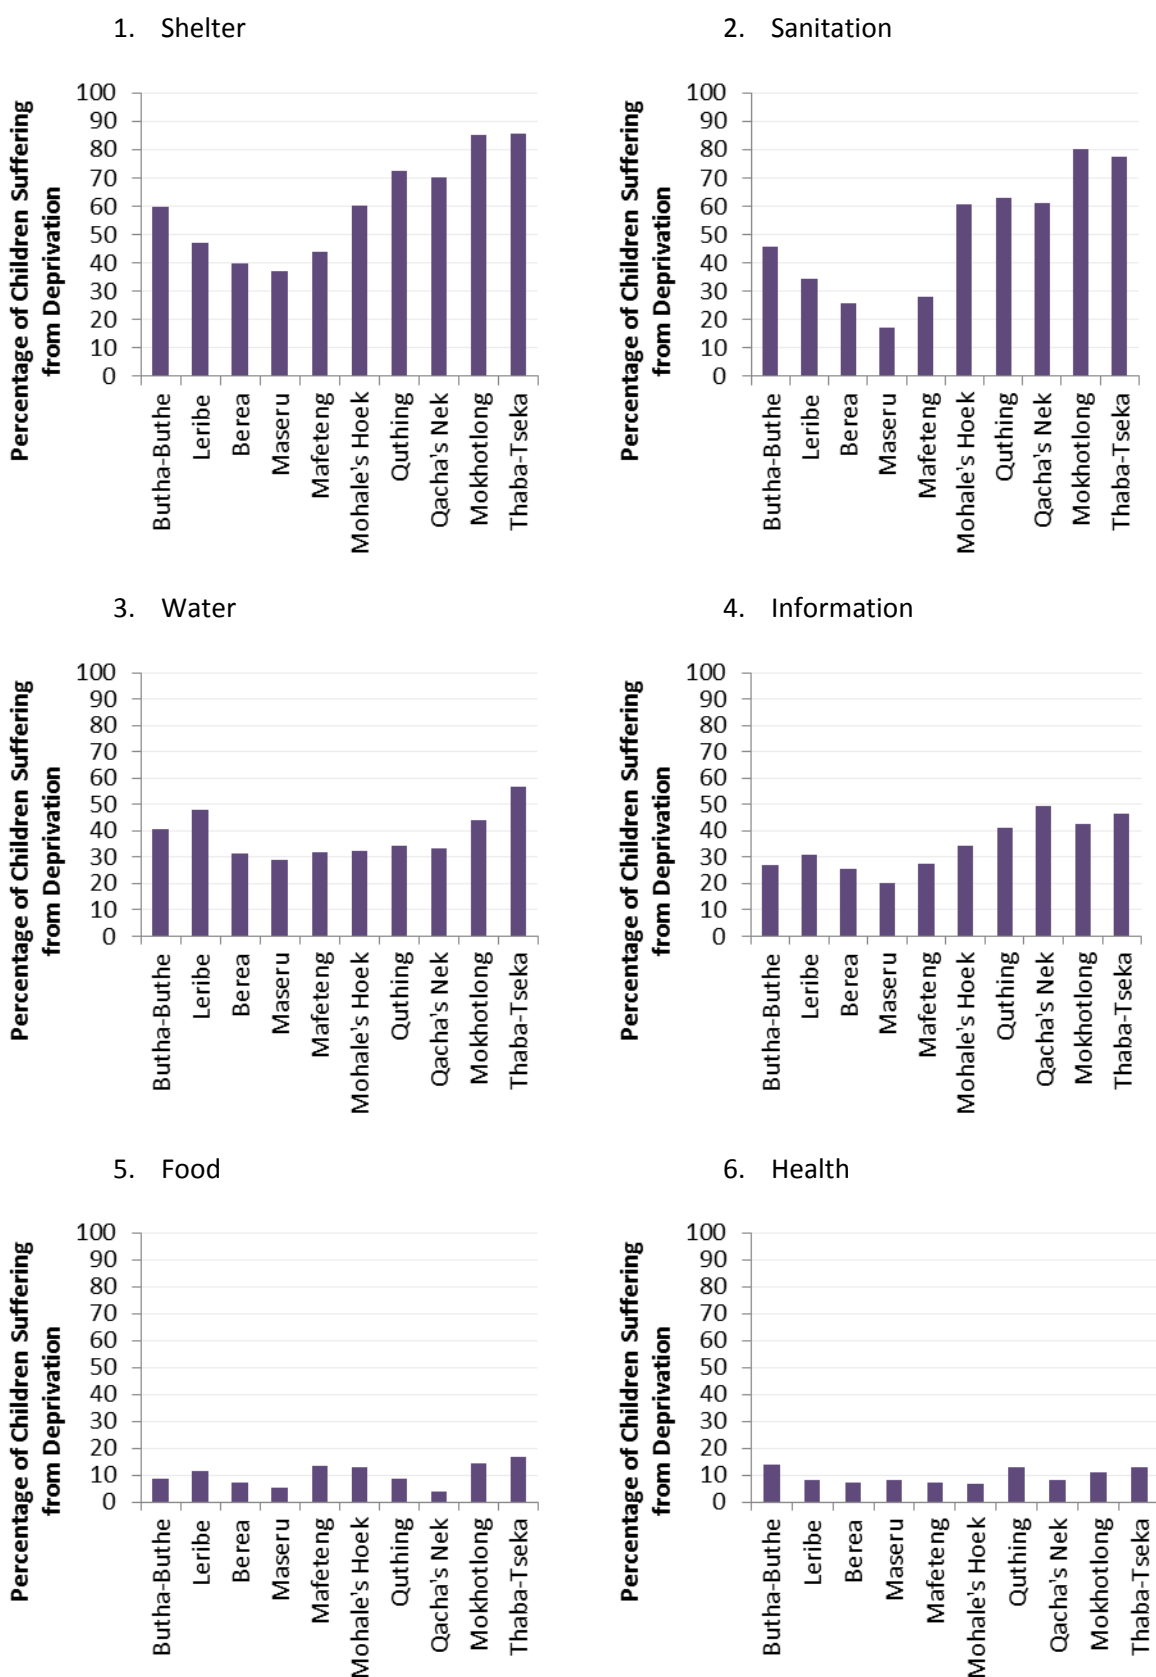 1. Shelter
Percentage of Children Suffering
from Deprivation
100
90
80
70
60
50
40
30
20
10
0
Butha-Buthe
Leribe
Berea
Maseru
Mafeteng
Mohale's Hoek
Quthing
Qacha's Nek
Mokhotlong
Thaba-Tseka
2. Sanitation
Percentage of Children Suffering
from Deprivation
100
90
80
70
60
50
40
30
20
10
0
Butha-Buthe
Leribe
Berea
Maseru
Mafeteng
Mohale's Hoek
Quthing
Qacha's Nek
Mokhotlong
Thaba-Tseka
3. Water
Percentage of Children Suffering
from Deprivation
100
90
80
70
60
50
40
30
20
10
0
Butha-Buthe
Leribe
Berea
Maseru
Mafeteng
Mohale's Hoek
Quthing
Qacha's Nek
Mokhotlong
Thaba-Tseka
4. Information
Percentage of Children Suffering
from Deprivation
100
90
80
70
60
50
40
30
20
10
0
Butha-Buthe
Leribe
Berea
Maseru
Mafeteng
Mohale's Hoek
Quthing
Qacha's Nek
Mokhotlong
Thaba-Tseka
5. Food
Percentage of Children Suffering
from Deprivation
100
90
80
70
60
50
40
30
20
10
0
Butha-Buthe
Leribe
Berea
Maseru
Mafeteng
Mohale's Hoek
Quthing
Qacha's Nek
Mokhotlong
Thaba-Tseka
6. Health
Percentage of Children Suffering
from Deprivation
100
90
80
70
60
50
40
30
20
10
0
Butha-Buthe
Leribe
Berea
Maseru
Mafeteng
Mohale's Hoek
Quthing
Qacha's Nek
Mokhotlong
Thaba-Tseka